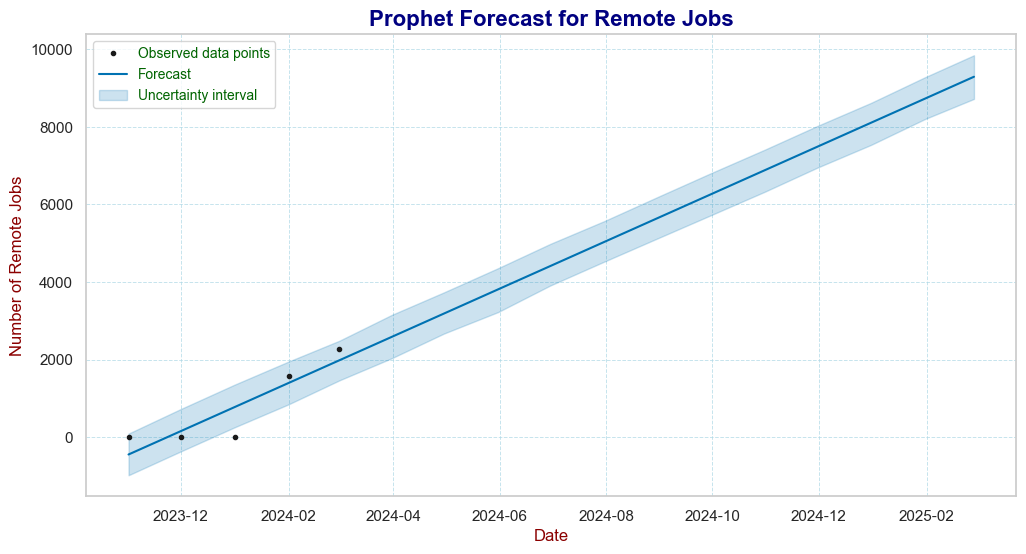 Prophet Forecast for Remote Jobs
Observed data points
Forecast
Uncertainty interval
Number of Remote Jobs
10000
8000
6000
4000
2000
0
2023-12 2024-02 2024-04 2024-06 2024-08 2024-10 2024-12 2025-02
Date